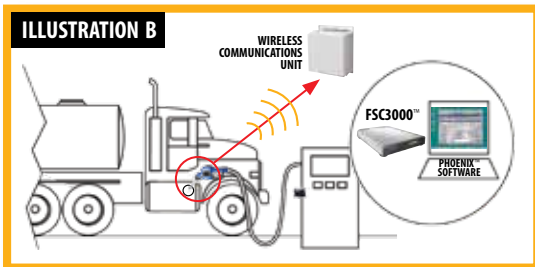 ILLUSTRATION B
WIRELESS
COMMUNICATIONS
UNIT
FSC3000™
PHOENIX™
SOFTWARE